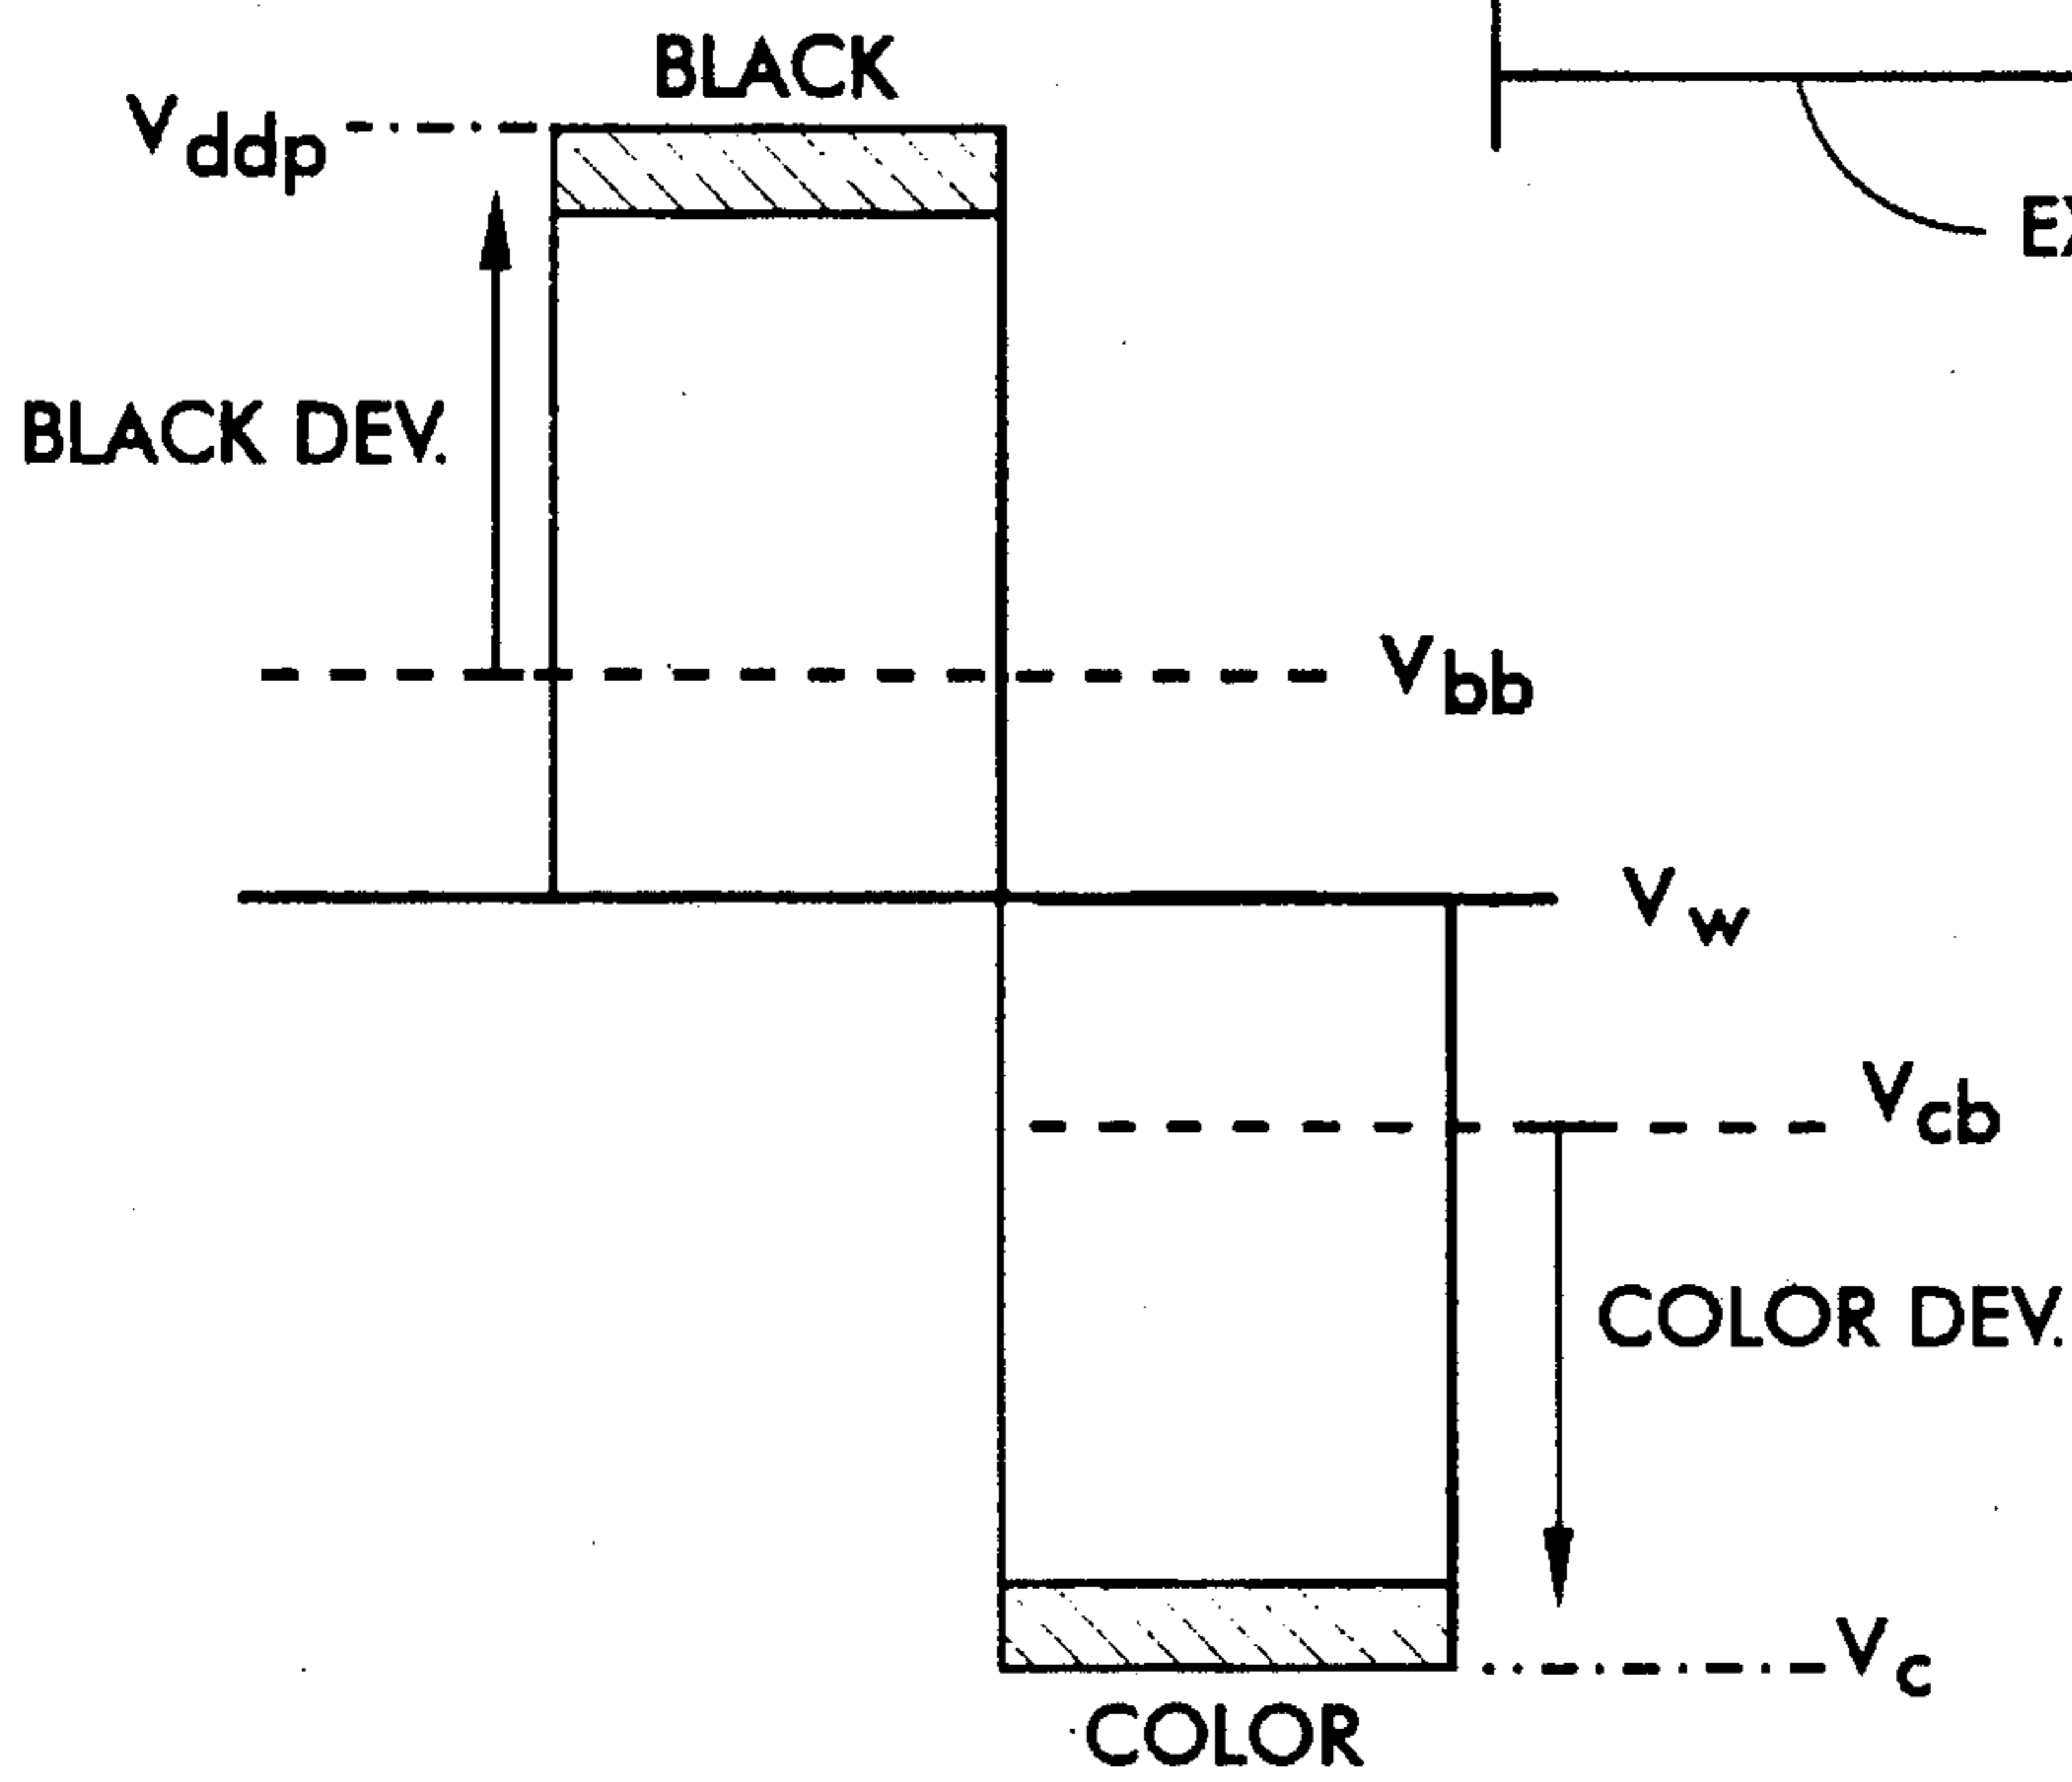 BLACK
Vddp
BLACK DEV.
Vbb
Vw
Vcb
COLOR DEV.
Vc
COLOR